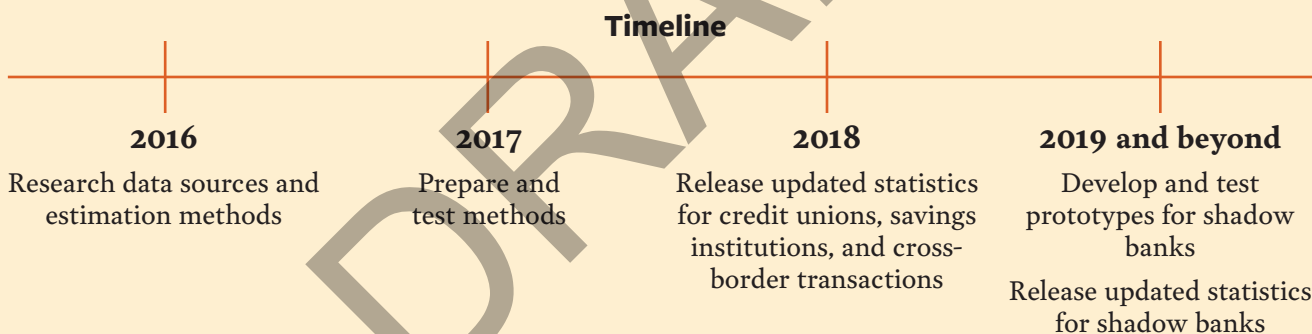 Timeline
2016
Research data sources and
estimation methods
2017
Prepare and
test methods
2018
Release updated statistics
for credit unions, savings
institutions, and cross-
border transactions
2019 and beyond
Develop and test
prototypes for shadow
banks
Release updated statistics
for shadow banks